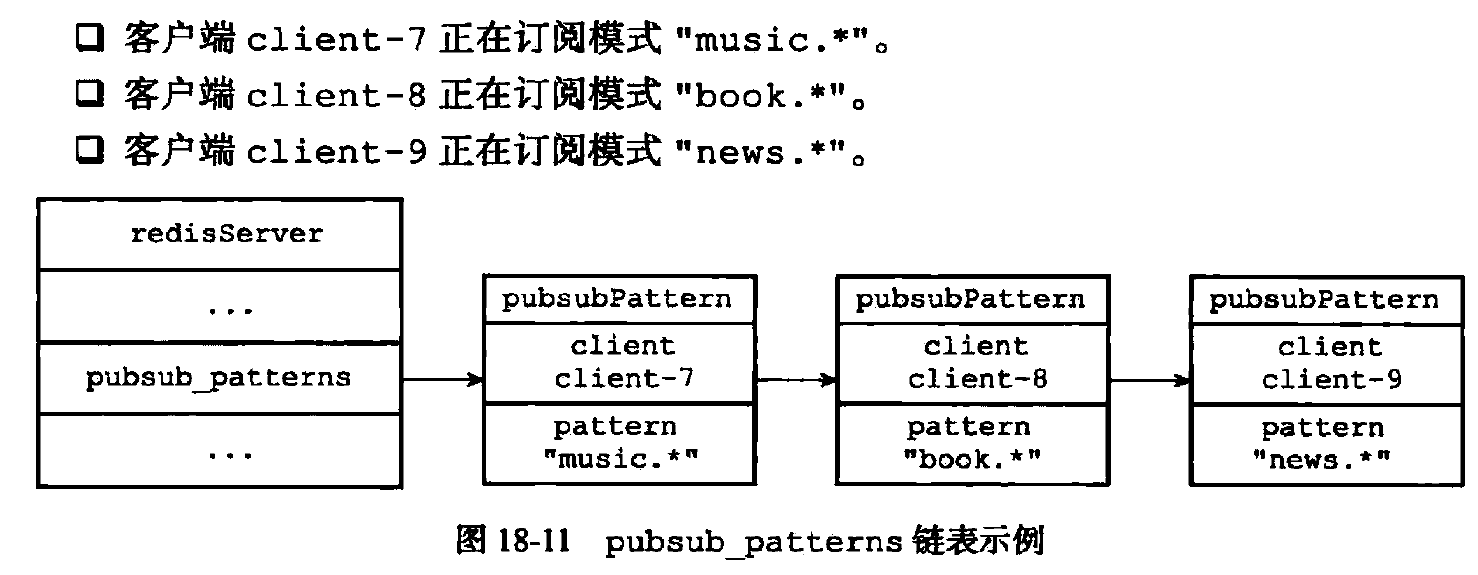 ❑ 客户端 client-7 正在订阅模式 "music.*"。
❑ 客户端 client-8 正在订阅模式 "book.*"。
❑ 客户端 client-9 正在订阅模式 "news.*"。
redisServer
...
pubsub_patterns
...
pubsubPattern
client
client-7
pattern
"music.*"
pubsubPattern
client
client-8
pattern
"book.*"
pubsubPattern
client
client-9
pattern
"news.*"
图 18-11 pubsub_patterns 链表示例